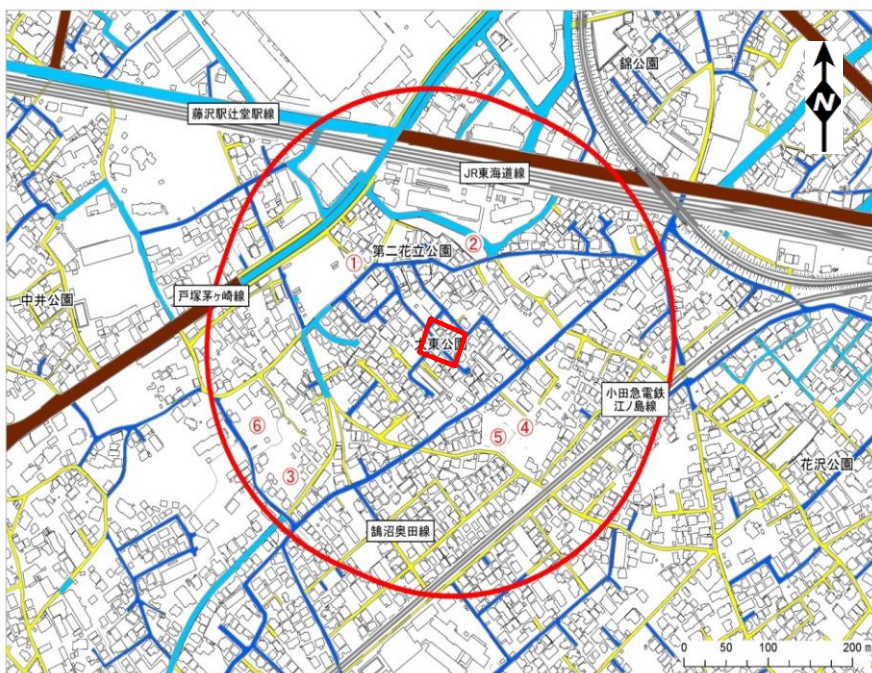 錦公園
N
藤沢駅辻堂駅線
JR東海道線
②
第二花立公園
①
戸塚茅ヶ崎線
中井公園
大東公園
小田急電鉄
江ノ島線
⑥
④
⑤
花沢公園
③
鵠沼奥田線
0 50 100 200 m